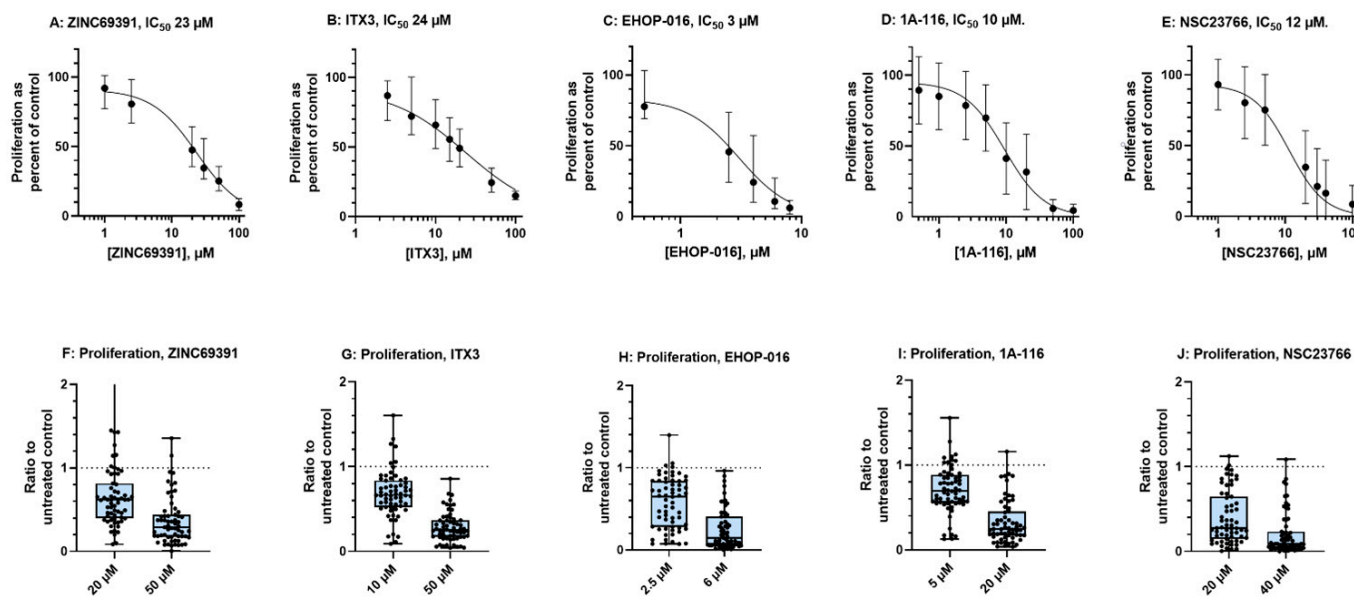 A: ZINC69391, IC50 23 µM
B: ITX3, IC50 24 µM
C: EHOP-016, IC50 3 µM
D: 1A-116, IC50 10 µM.
E: NSC23766, IC50 12 µM.
Proliferation as
percent of control
100
50
0
1
10
100
[ZINC69391], µM
Proliferation as
percent of control
100
50
0
1
10
100
[ITX3], µM
Proliferation as
percent of control
100
50
0
1
10
[EHOP-016], µM
Proliferation as
percent of control
100
50
0
1
10
100
[1A-116], µM
Proliferation as
percent of control
100
50
0
1
10
[NSC23766], µM
F: Proliferation, ZINC69391
G: Proliferation, ITX3
H: Proliferation, EHOP-016
I: Proliferation, 1A-116
J: Proliferation, NSC23766
Ratio to
untreated control
2
1
0
20 µM
50 µM
Ratio to
untreated control
2
1
0
10 µM
50 µM
Ratio to
untreated control
2
1
0
2.5 µM
6 µM
Ratio to
untreated control
2
1
0
5 µM
20 µM
Ratio to
untreated control
2
1
0
20 µM
40 µM